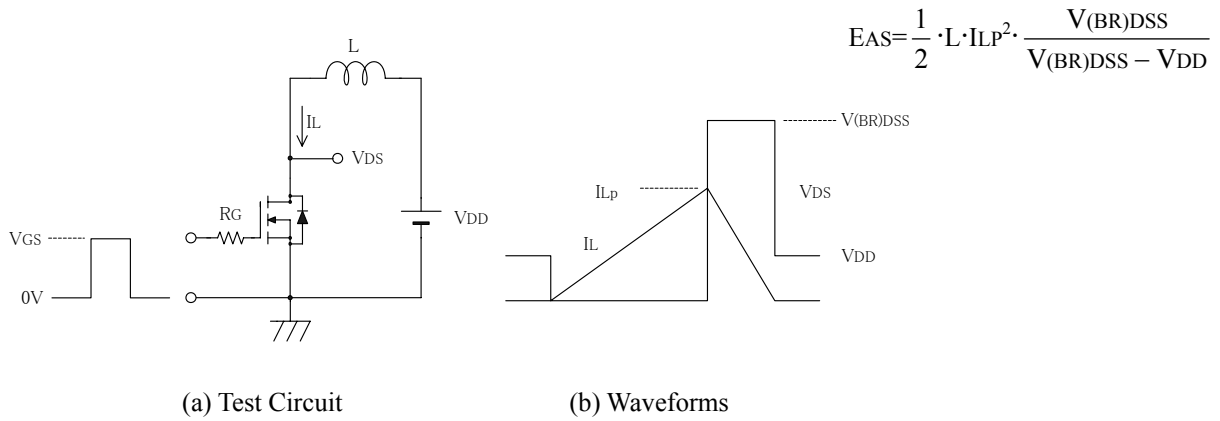 EAS=1/2 ·L·ILP²· V(BR)DSS/V(BR)DSS – VDD
L
IL
VDS
RG
VDD
VGS
0V
V(BR)DSS
ILp
VDS
IL
VDD
(a) Test Circuit
(b) Waveforms